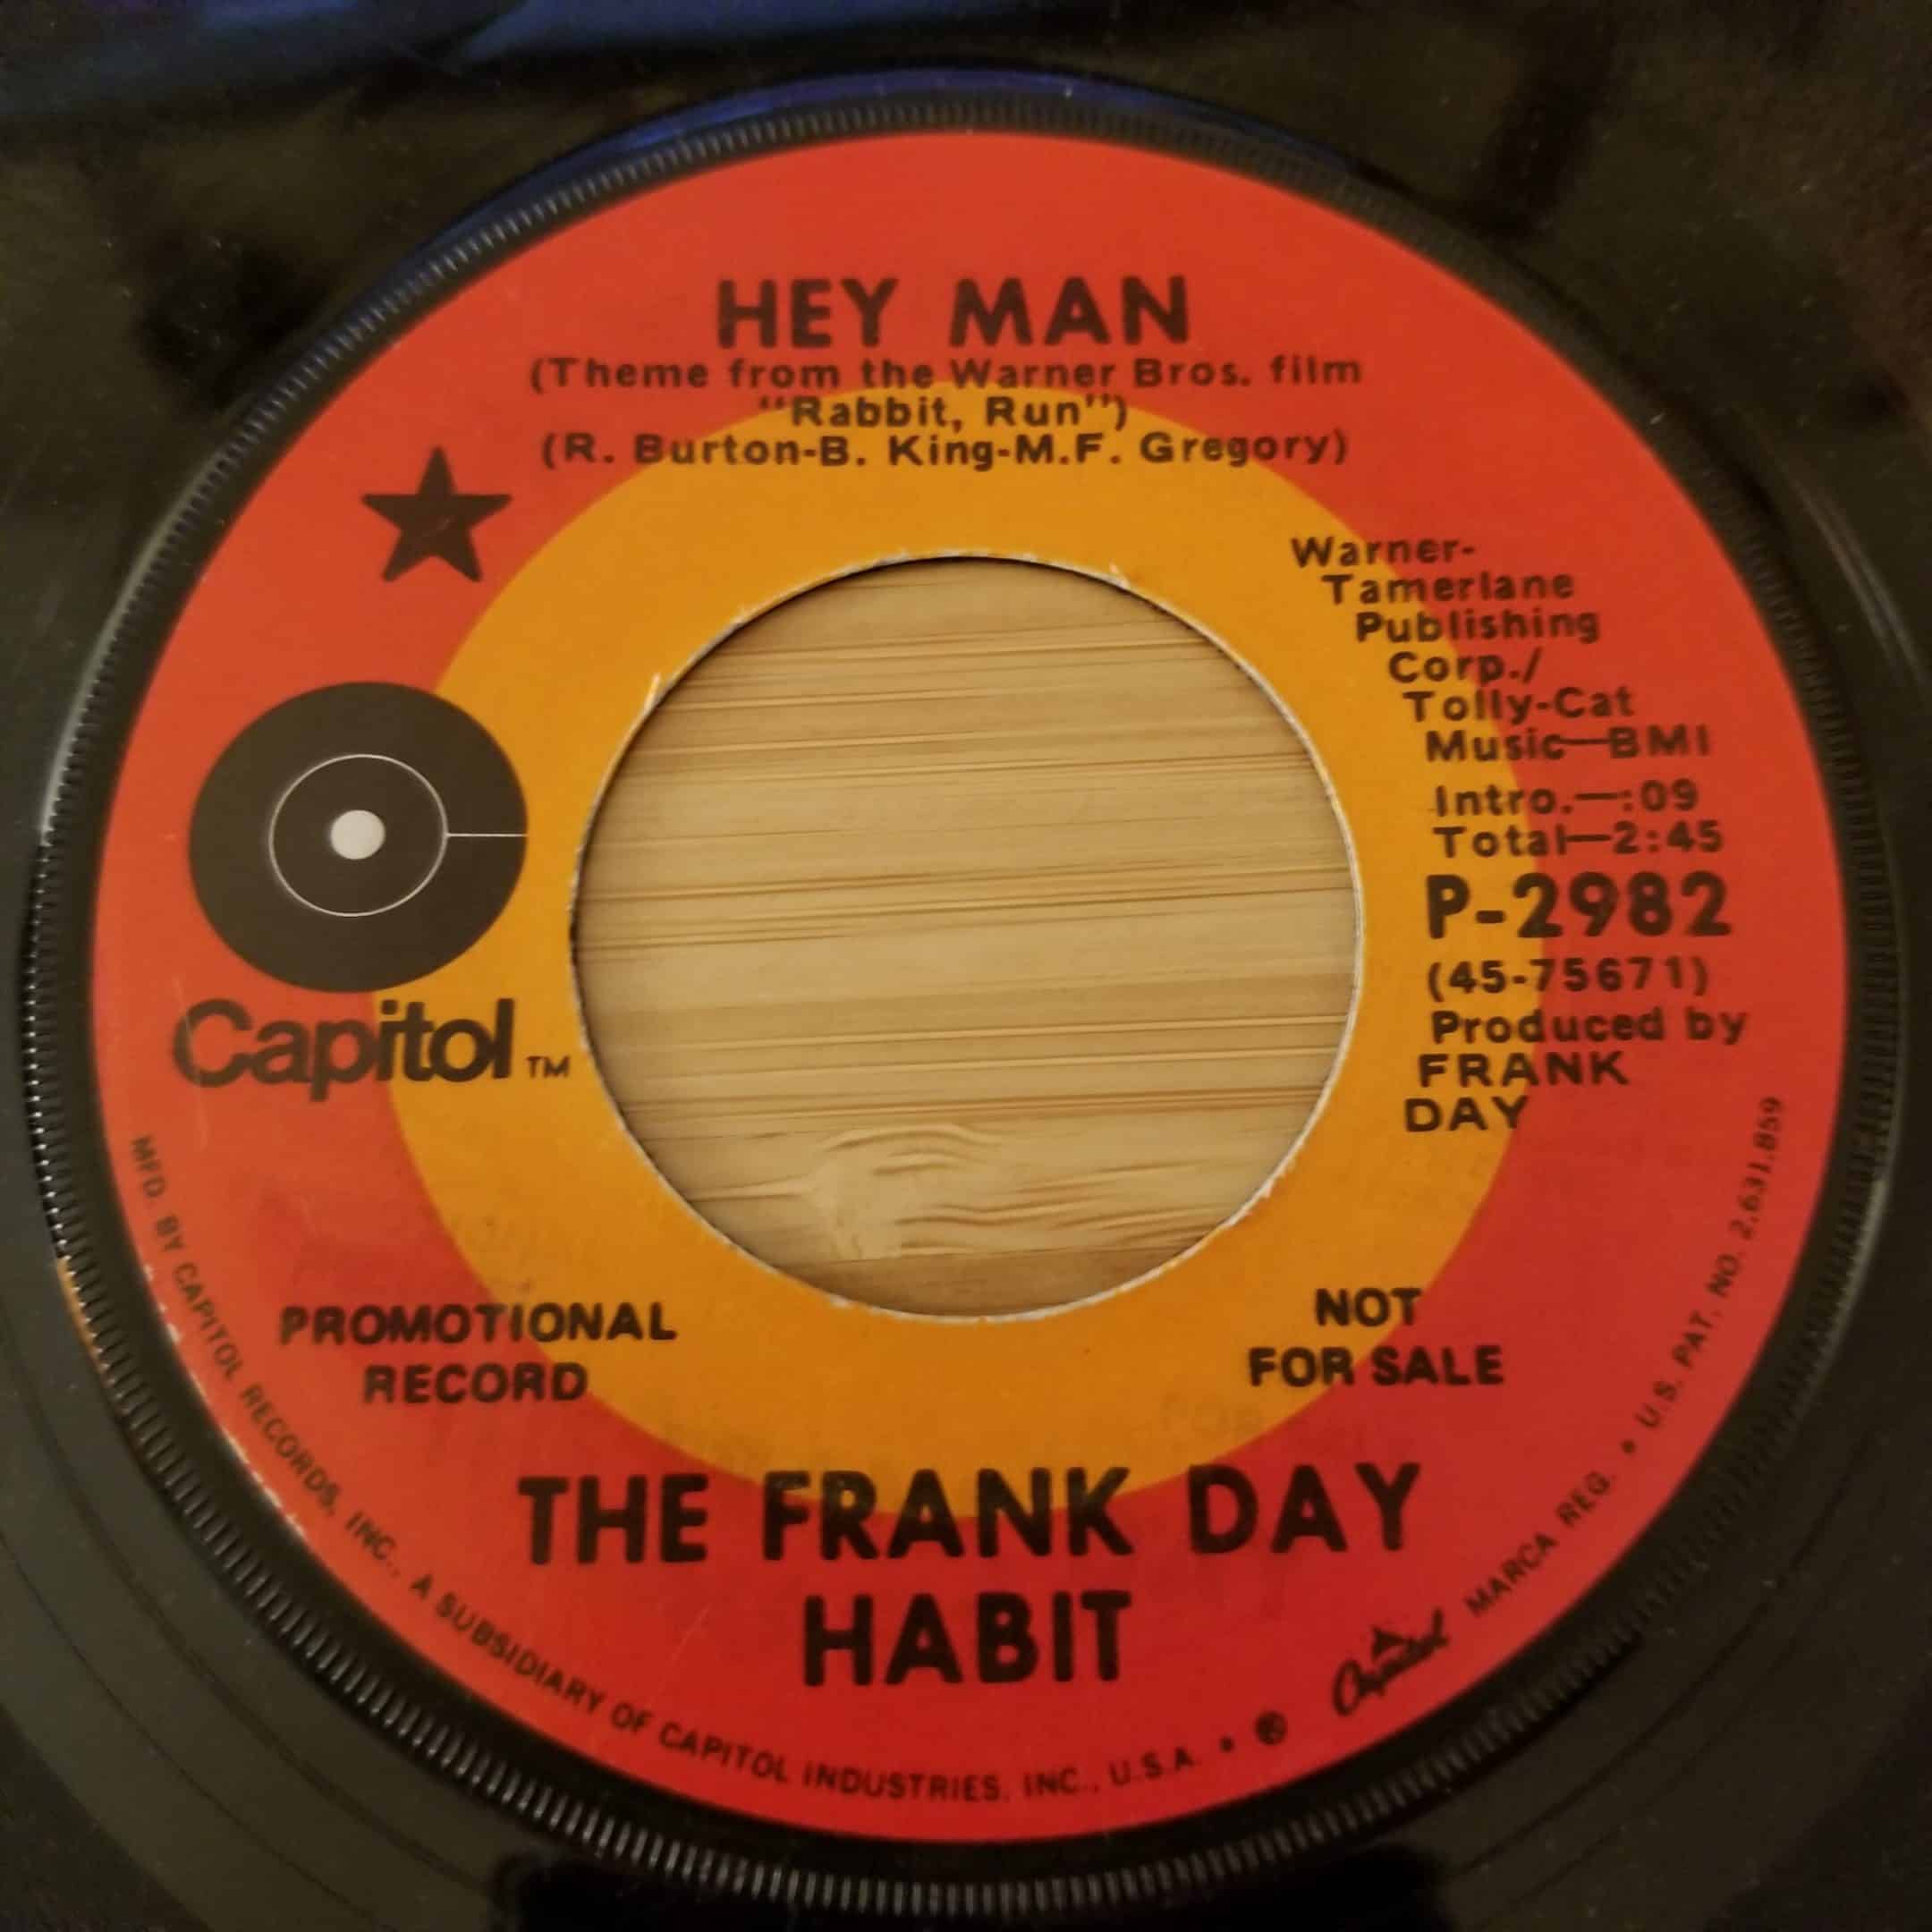 HEY MAN
(Theme from the Warner Bros. film
"Rabbit, Run")
(R. Burton-B. King-M.F. Gregory)
Warner-
Tamerlane
Publishing
Corp./
Tolly-Cat
Music—BMI
Intro.—:09
Total—2:45
P-2982
(45-75671)
Produced by
FRANK
DAY
Capitol TM
PROMOTIONAL
RECORD
NOT
FOR SALE
THE FRANK DAY
HABIT
MFD. BY CAPITOL RECORDS, INC., A SUBSIDIARY OF CAPITOL INDUSTRIES, INC., U.S.A. • ® Capitol MARCA REG. • U.S. PAT. NO. 2,631,859